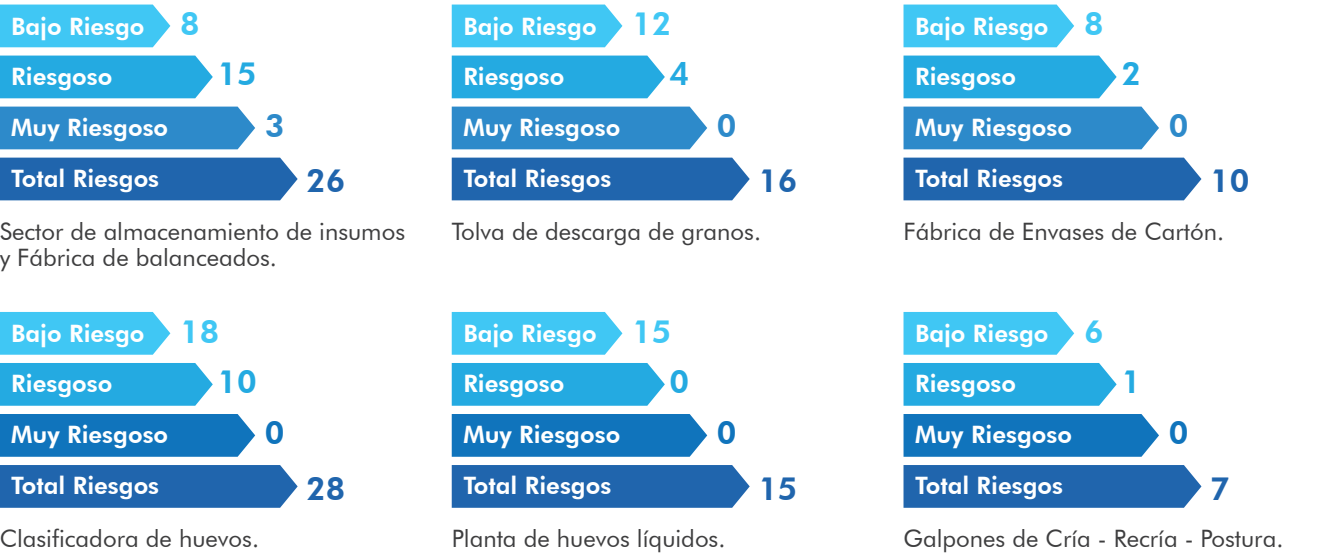 Bajo Riesgo 8
Riesgoso 15
Muy Riesgoso 3
Total Riesgos 26
Sector de almacenamiento de insumos
y Fábrica de balanceados.
Bajo Riesgo 12
Riesgoso 4
Muy Riesgoso 0
Total Riesgos 16
Tolva de descarga de granos.
Bajo Riesgo 8
Riesgoso 2
Muy Riesgoso 0
Total Riesgos 10
Fábrica de Envases de Cartón.
Bajo Riesgo 18
Riesgoso 10
Muy Riesgoso 0
Total Riesgos 28
Clasificadora de huevos.
Bajo Riesgo 15
Riesgoso 0
Muy Riesgoso 0
Total Riesgos 15
Planta de huevos líquidos.
Bajo Riesgo 6
Riesgoso 1
Muy Riesgoso 0
Total Riesgos 7
Galpones de Cría - Recría - Postura.